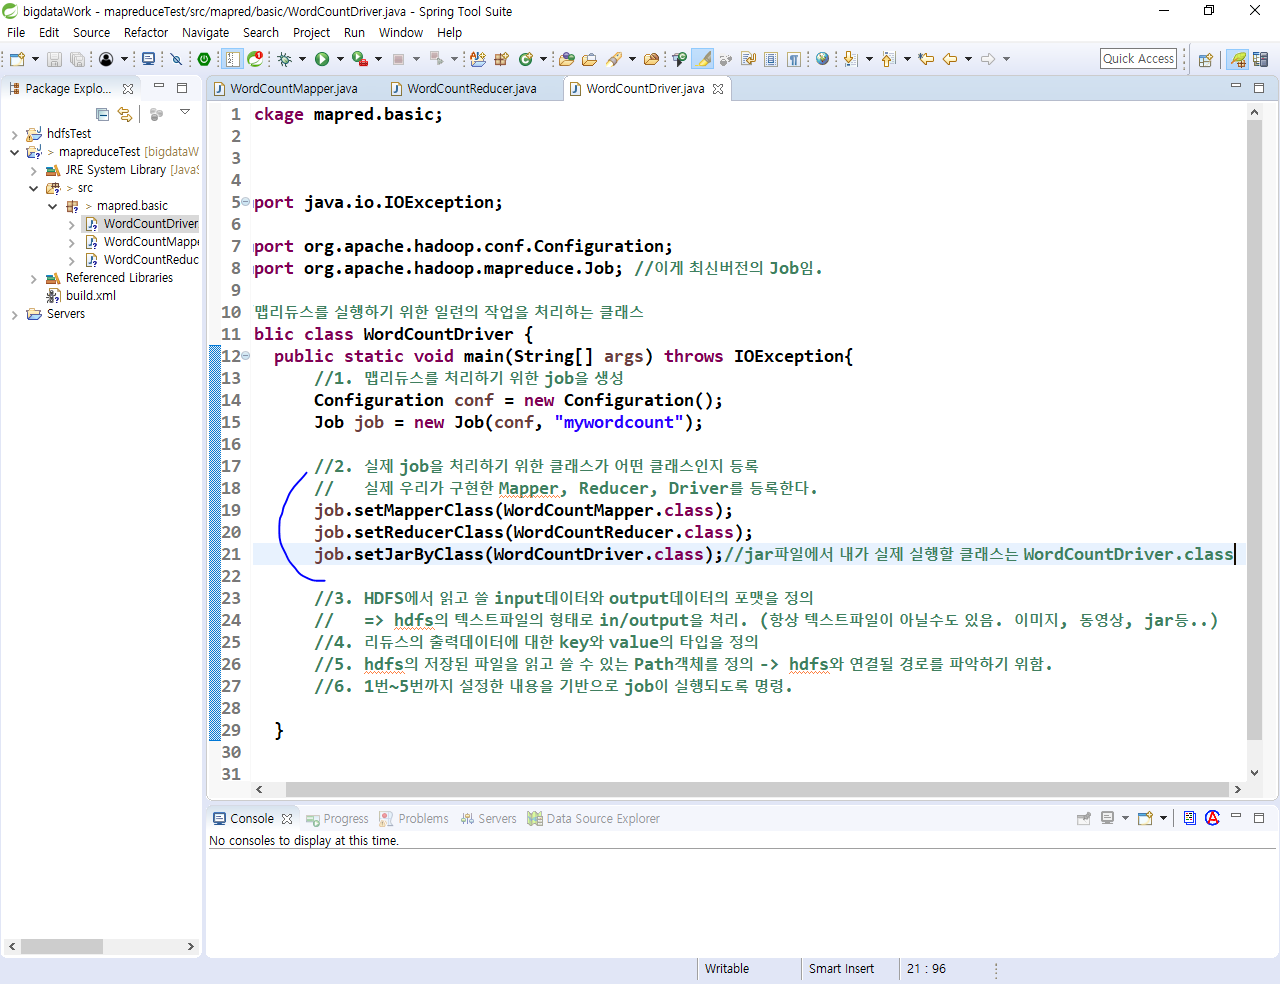 bigdataWork - mapreduceTest/src/mapred/basic/WordCountDriver.java - Spring Tool Suite
File Edit Source Refactor Navigate Search Project Run Window Help
Quick Access
Package Explo...
hdfsTest
> mapreduceTest [bigdataW
JRE System Library [JavaS
> src
> mapred.basic
WordCountDriver
WordCountMappe
WordCountReduc
Referenced Libraries
build.xml
Servers
WordCountMapper.java WordCountReducer.java WordCountDriver.java
1 ckage mapred.basic;
2
3
4
5 port java.io.IOException;
6
7 port org.apache.hadoop.conf.Configuration;
8 port org.apache.hadoop.mapreduce.Job; //이게 최신버전의 Job임.
9
10 맵리듀스를 실행하기 위한 일련의 작업을 처리하는 클래스
11 blic class WordCountDriver {
12 public static void main(String[] args) throws IOException{
13 //1. 맵리듀스를 처리하기 위한 job을 생성
14 Configuration conf = new Configuration();
15 Job job = new Job(conf, "mywordcount");
16
17 //2. 실제 job을 처리하기 위한 클래스가 어떤 클래스인지 등록
18 // 실제 우리가 구현한 Mapper, Reducer, Driver를 등록한다.
19 job.setMapperClass(WordCountMapper.class);
20 job.setReducerClass(WordCountReducer.class);
21 job.setJarByClass(WordCountDriver.class);//jar파일에서 내가 실제 실행할 클래스는 WordCountDriver.class
22
23 //3. HDFS에서 읽고 쓸 input데이터와 output데이터의 포맷을 정의
24 // => hdfs의 텍스트파일의 형태로 in/output을 처리. (항상 텍스트파일이 아닐수도 있음. 이미지, 동영상, jar등..)
25 //4. 리듀스의 출력데이터에 대한 key와 value의 타입을 정의
26 //5. hdfs의 저장된 파일을 읽고 쓸 수 있는 Path객체를 정의 -> hdfs와 연결될 경로를 파악하기 위함.
27 //6. 1번~5번까지 설정한 내용을 기반으로 job이 실행되도록 명령.
28
29 }
30
31
Console Progress Problems Servers Data Source Explorer
No consoles to display at this time.
Writable Smart Insert 21 : 96